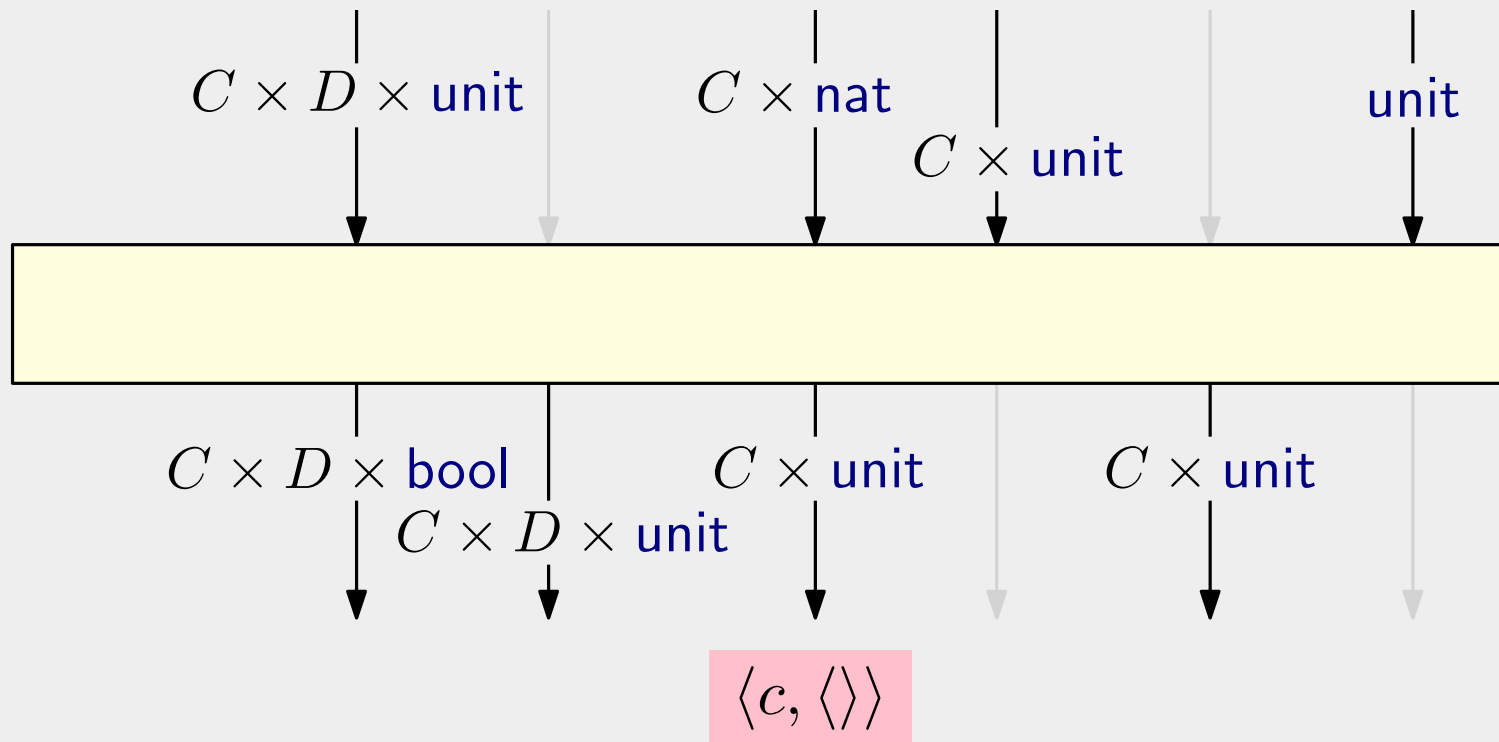 C × D × unit
C × nat
C × unit
unit
C × D × bool
C × D × unit
C × unit
C × unit
⟨c, ⟨⟩⟩